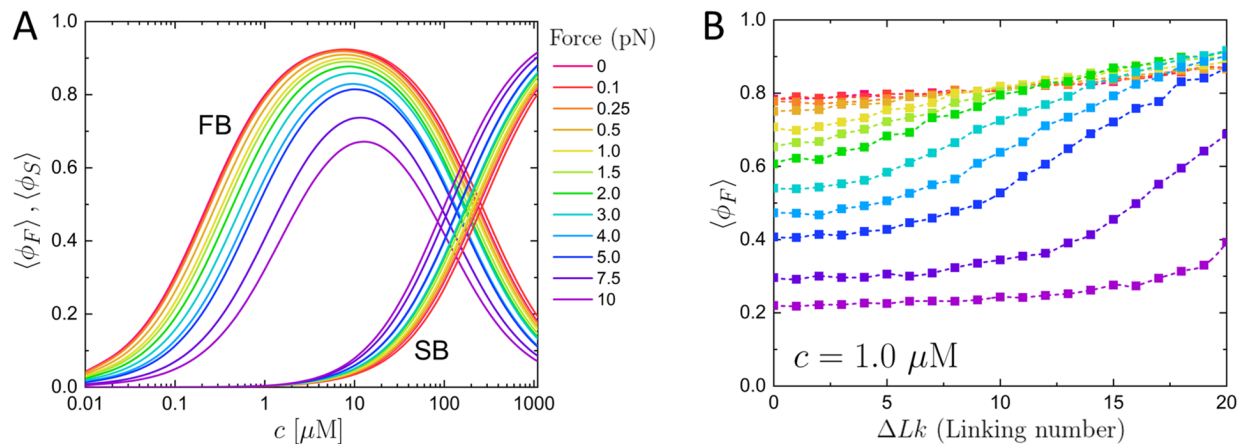 A
1.0
0.8
0.6
0.4
0.2
0.0
⟨ϕ_F⟩ , ⟨ϕ_S⟩
FB
SB
0.01 0.1 1 10 100 1000
c [μM]
Force (pN)
0
0.1
0.25
0.5
1.0
1.5
2.0
3.0
4.0
5.0
7.5
10
B
1.0
0.8
0.6
0.4
0.2
0.0
⟨ϕ_F⟩
c = 1.0 μM
0 5 10 15 20
ΔLk (Linking number)